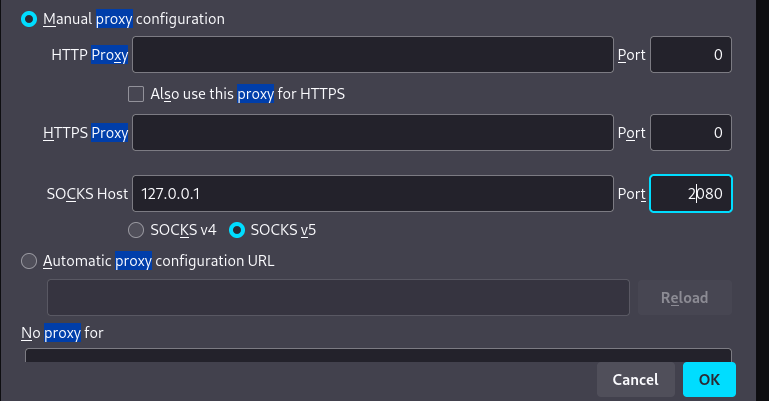 Manual proxy configuration
HTTP Proxy Port 0
Also use this proxy for HTTPS
HTTPS Proxy Port 0
SOCKS Host 127.0.0.1 Port 2080
SOCKS v4 SOCKS v5
Automatic proxy configuration URL
Reload
No proxy for
Cancel OK